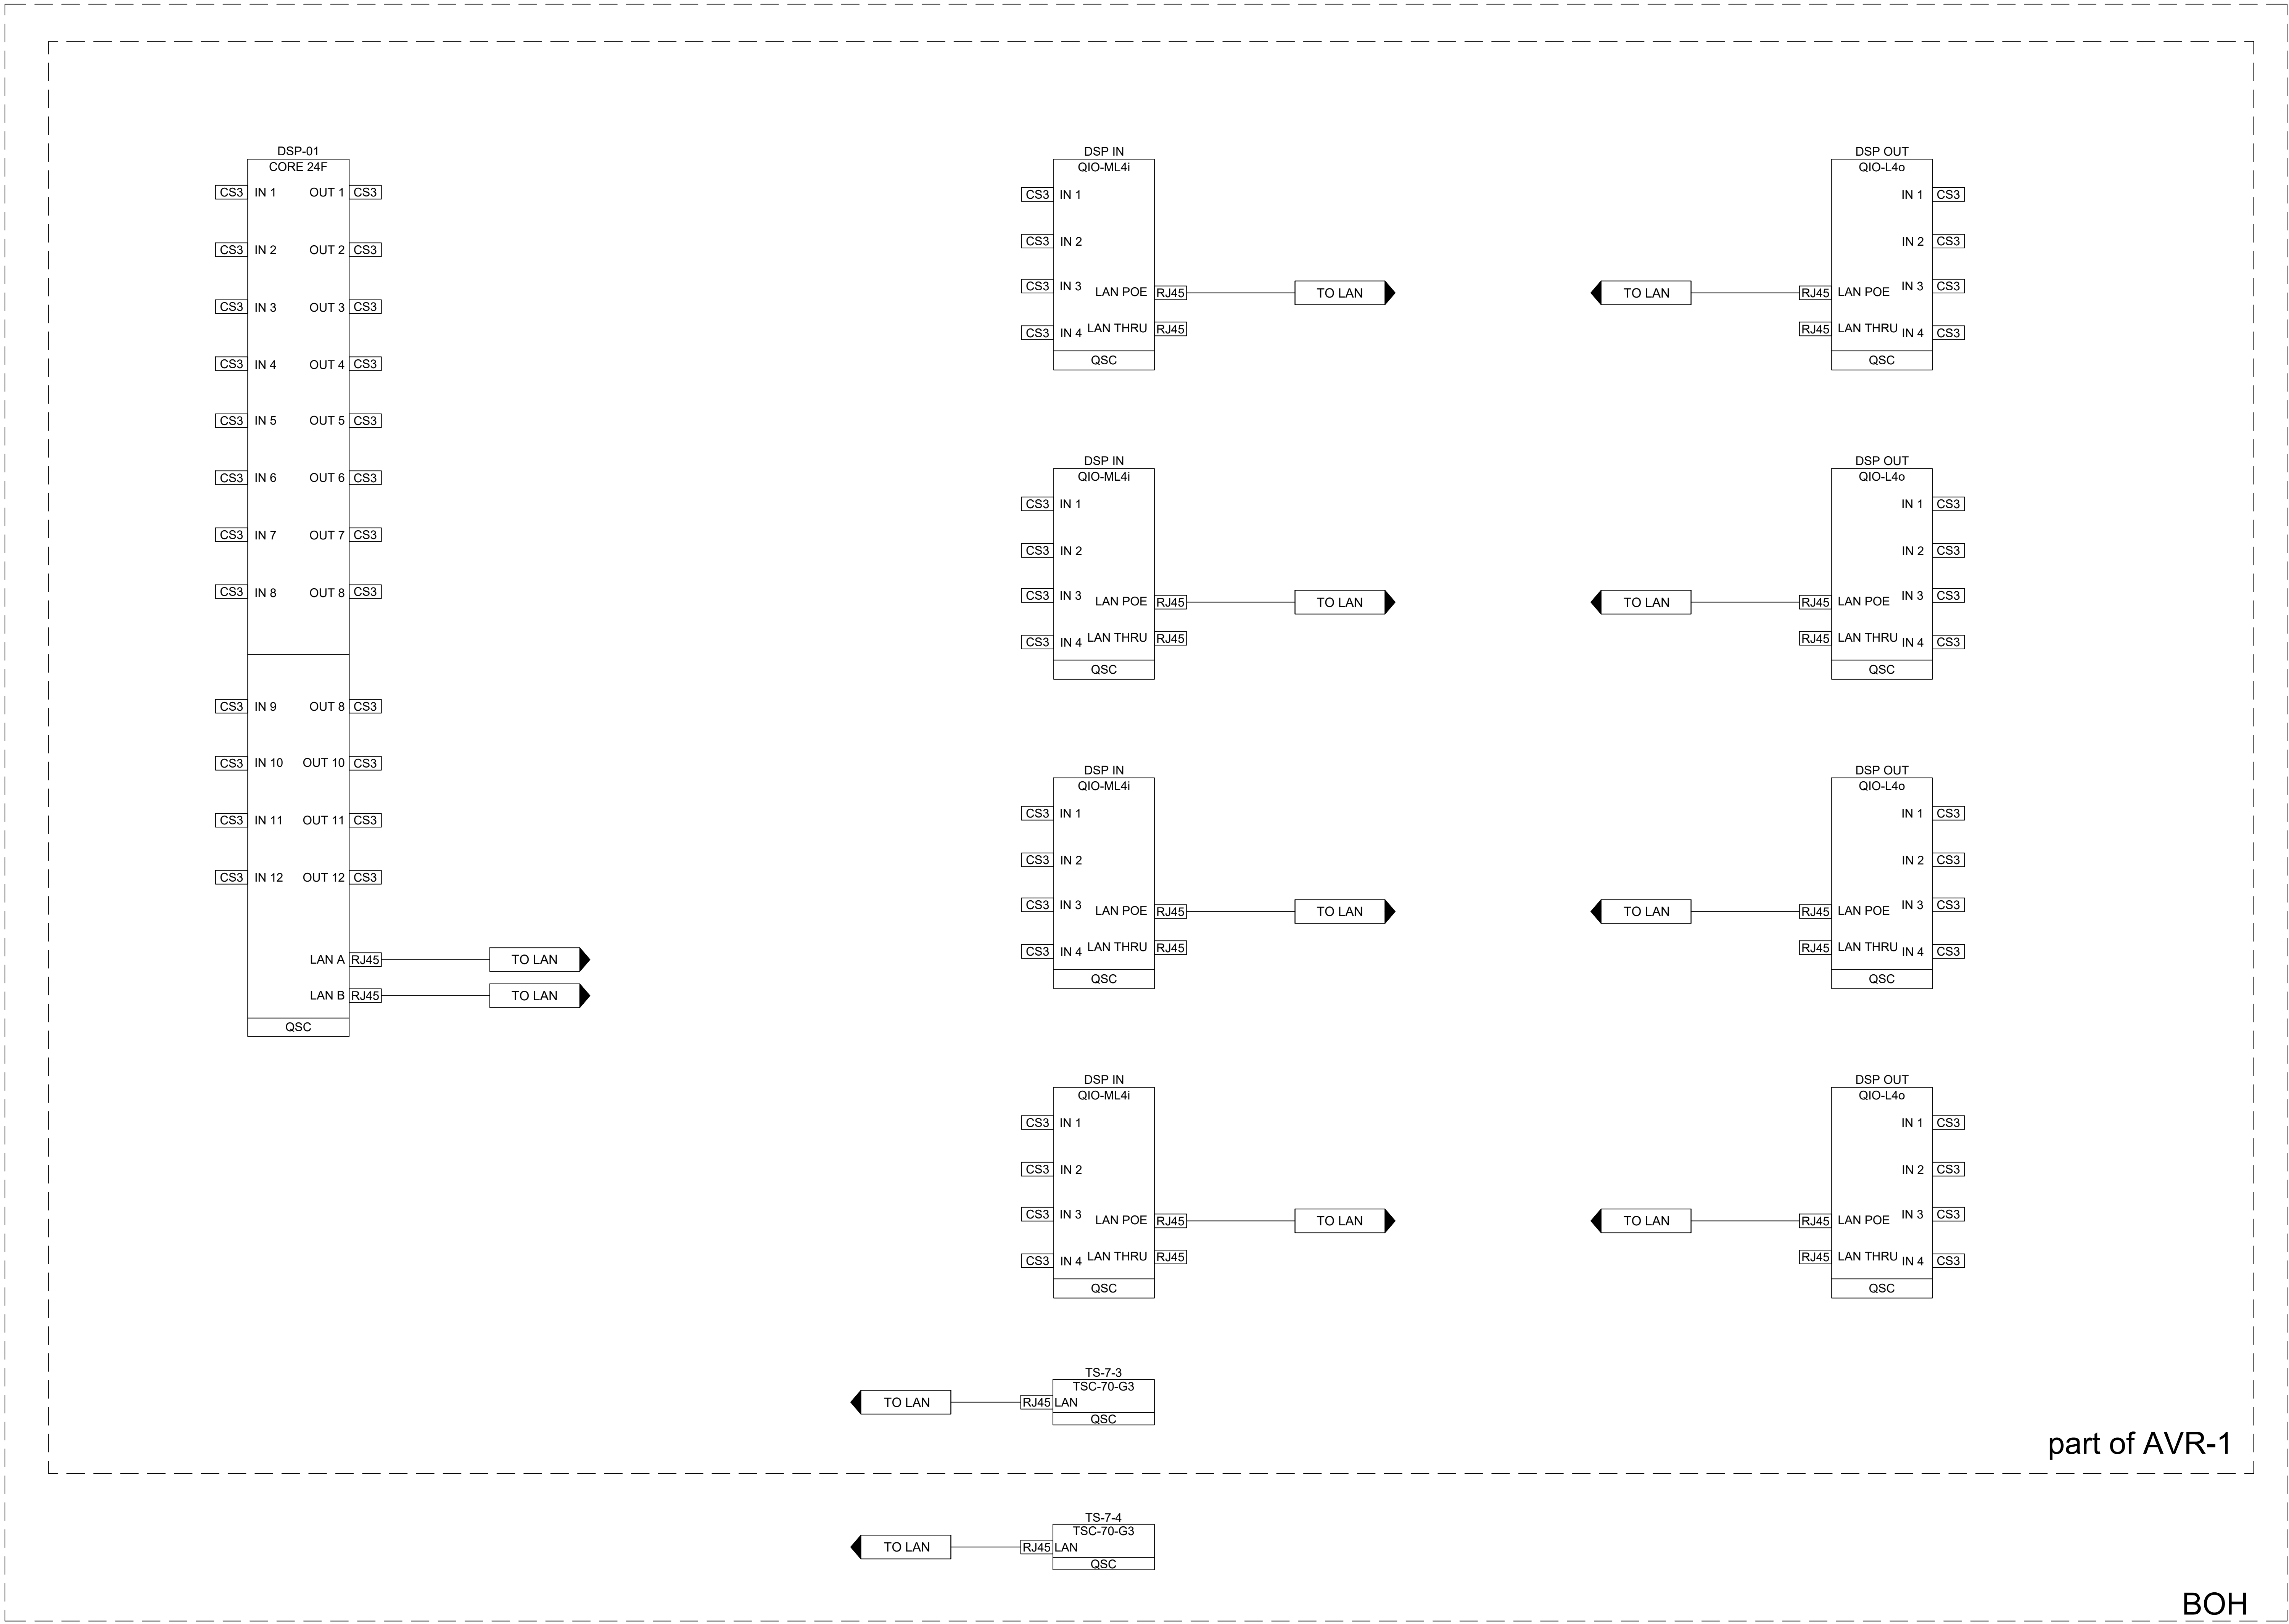 DSP-01
CORE 24F
CS3 IN 1 OUT 1 CS3
CS3 IN 2 OUT 2 CS3
CS3 IN 3 OUT 3 CS3
CS3 IN 4 OUT 4 CS3
CS3 IN 5 OUT 5 CS3
CS3 IN 6 OUT 6 CS3
CS3 IN 7 OUT 7 CS3
CS3 IN 8 OUT 8 CS3
CS3 IN 9 OUT 8 CS3
CS3 IN 10 OUT 10 CS3
CS3 IN 11 OUT 11 CS3
CS3 IN 12 OUT 12 CS3
LAN A RJ45 TO LAN
LAN B RJ45 TO LAN
QSC
DSP IN
QIO-ML4i
CS3 IN 1
CS3 IN 2
CS3 IN 3 LAN POE RJ45 TO LAN
CS3 IN 4 LAN THRU RJ45
QSC
DSP IN
QIO-ML4i
CS3 IN 1
CS3 IN 2
CS3 IN 3 LAN POE RJ45 TO LAN
CS3 IN 4 LAN THRU RJ45
QSC
DSP IN
QIO-ML4i
CS3 IN 1
CS3 IN 2
CS3 IN 3 LAN POE RJ45 TO LAN
CS3 IN 4 LAN THRU RJ45
QSC
DSP IN
QIO-ML4i
CS3 IN 1
CS3 IN 2
CS3 IN 3 LAN POE RJ45 TO LAN
CS3 IN 4 LAN THRU RJ45
QSC
DSP OUT
QIO-L4o
IN 1 CS3
IN 2 CS3
TO LAN RJ45 LAN POE IN 3 CS3
RJ45 LAN THRU IN 4 CS3
QSC
DSP OUT
QIO-L4o
IN 1 CS3
IN 2 CS3
TO LAN RJ45 LAN POE IN 3 CS3
RJ45 LAN THRU IN 4 CS3
QSC
DSP OUT
QIO-L4o
IN 1 CS3
IN 2 CS3
TO LAN RJ45 LAN POE IN 3 CS3
RJ45 LAN THRU IN 4 CS3
QSC
DSP OUT
QIO-L4o
IN 1 CS3
IN 2 CS3
TO LAN RJ45 LAN POE IN 3 CS3
RJ45 LAN THRU IN 4 CS3
QSC
TS-7-3
TSC-70-G3
TO LAN RJ45 LAN
QSC
part of AVR-1
TS-7-4
TSC-70-G3
TO LAN RJ45 LAN
QSC
BOH